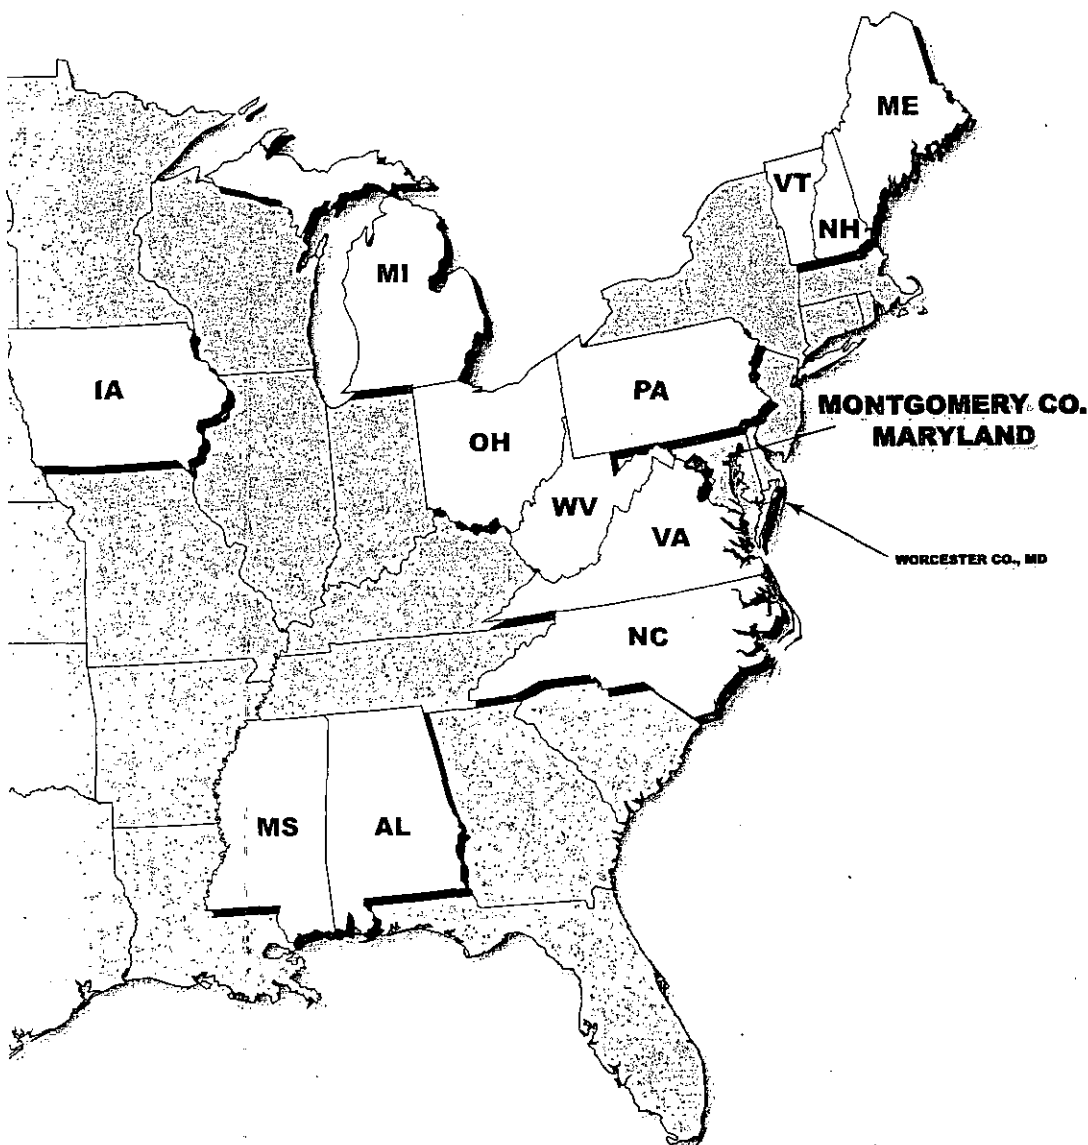 ME
VT
NH
MI
IA
PA
MONTGOMERY CO.
MARYLAND
OH
WV
VA
WORCESTER CO., MD
NC
MS
AL